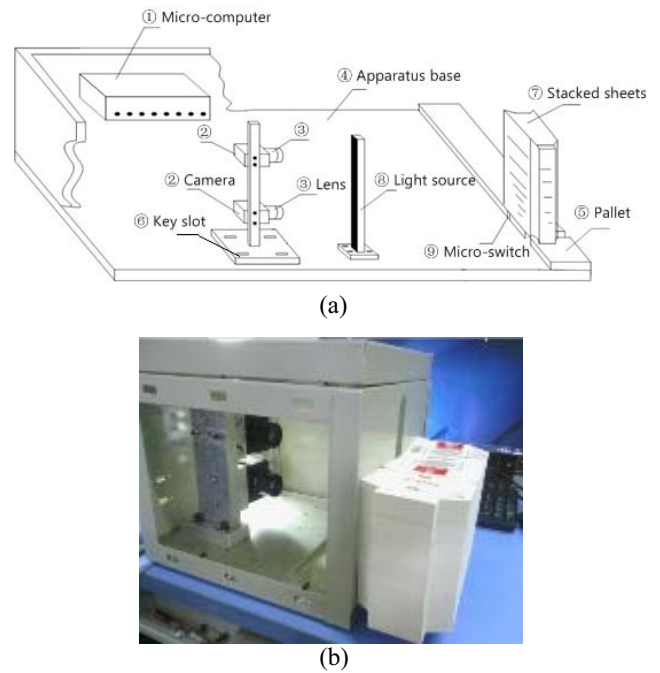 ① Micro-computer
④ Apparatus base
⑦ Stacked sheets
②
③
② Camera
③ Lens
⑧ Light source
⑤ Pallet
⑥ Key slot
⑨ Micro-switch
(a)
(b)